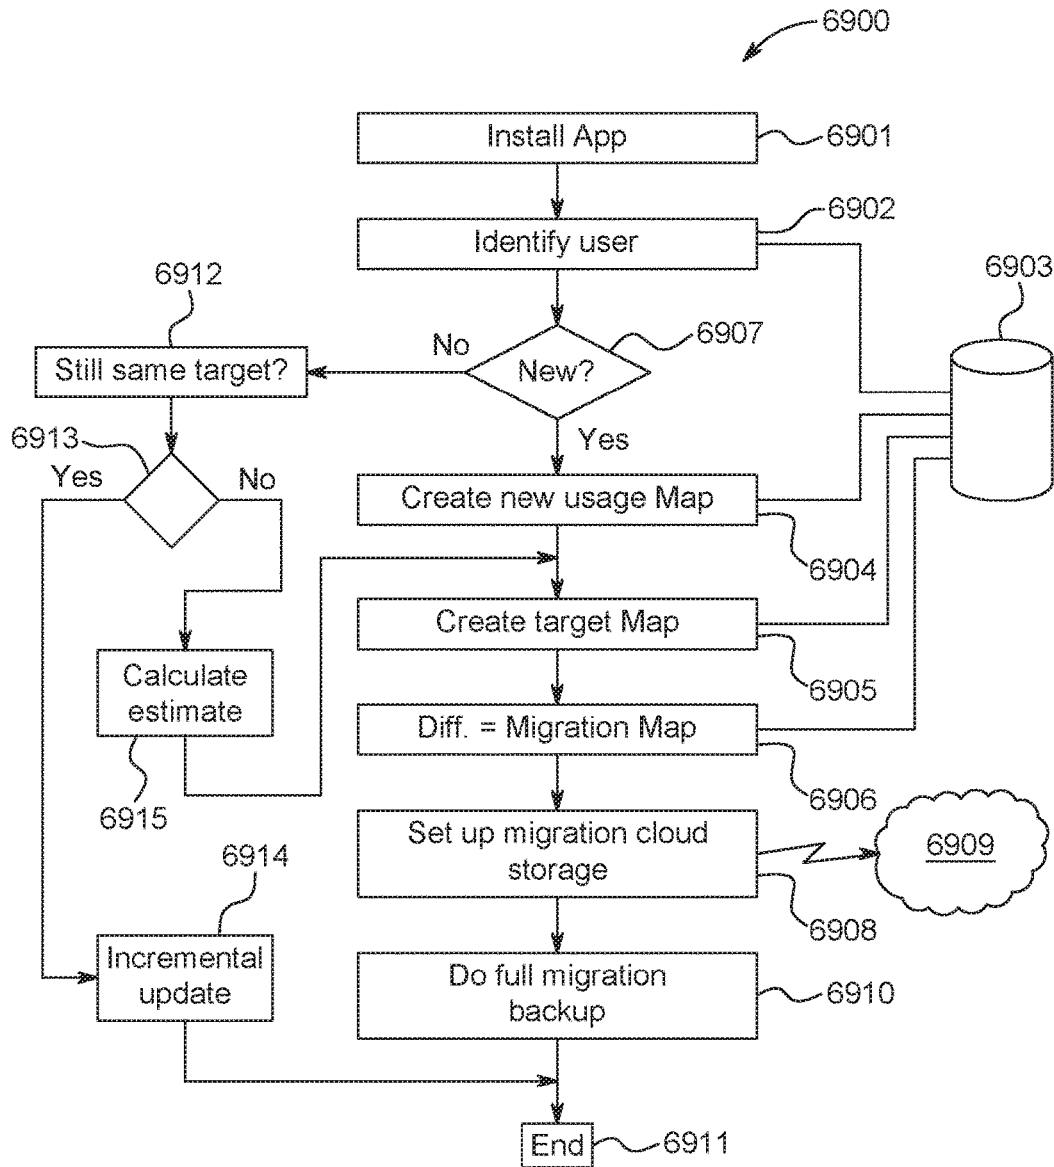 6900
Install App
6901
6902
Identify user
6903
6912
6907
No
Still same target?
New?
6913
Yes
No
Yes
Create new usage Map
6904
Create target Map
6905
Calculate
estimate
Diff. = Migration Map
6906
6915
Set up migration cloud
storage
6909
6914
6908
Incremental
update
Do full migration
backup
6910
End
6911